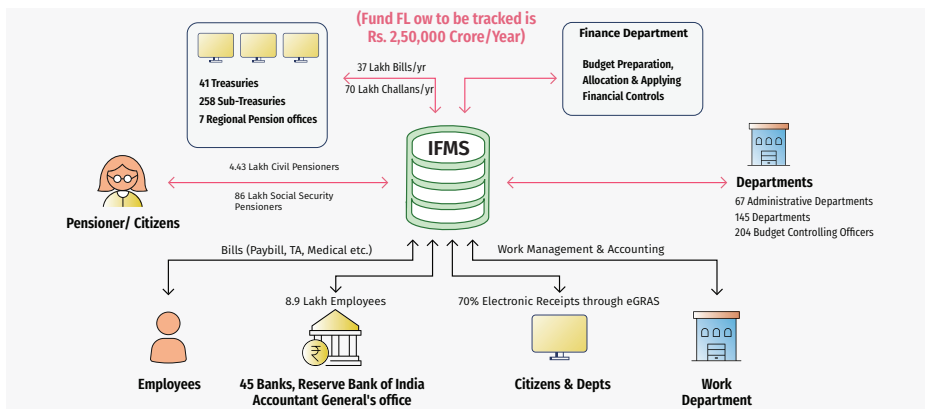 (Fund FL ow to be tracked is
Rs. 2,50,000 Crore/Year)
41 Treasuries
258 Sub-Treasuries
7 Regional Pension offices
37 Lakh Bills/yr
70 Lakh Challans/yr
Finance Department
Budget Preparation,
Allocation & Applying
Financial Controls
IFMS
4.43 Lakh Civil Pensioners
86 Lakh Social Security
Pensioners
Pensioner/ Citizens
Departments
67 Administrative Departments
145 Departments
204 Budget Controlling Officers
Bills (Paybill, TA, Medical etc.)
Work Management & Accounting
8.9 Lakh Employees
70% Electronic Receipts through eGRAS
₹
Employees
45 Banks, Reserve Bank of India
Accountant General's office
Citizens & Depts
Work
Department